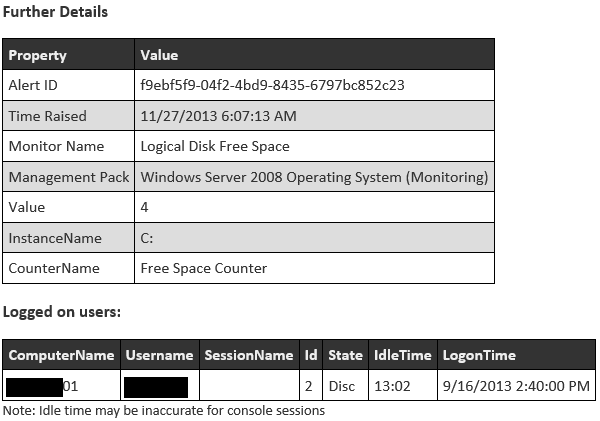 Further Details
Property Value
Alert ID f9ebf5f9-04f2-4bd9-8435-6797bc852c23
Time Raised 11/27/2013 6:07:13 AM
Monitor Name Logical Disk Free Space
Management Pack Windows Server 2008 Operating System (Monitoring)
Value 4
InstanceName C:
CounterName Free Space Counter
Logged on users:
ComputerName Username SessionName Id State IdleTime LogonTime
01 2 Disc 13:02 9/16/2013 2:40:00 PM
Note: Idle time may be inaccurate for console sessions